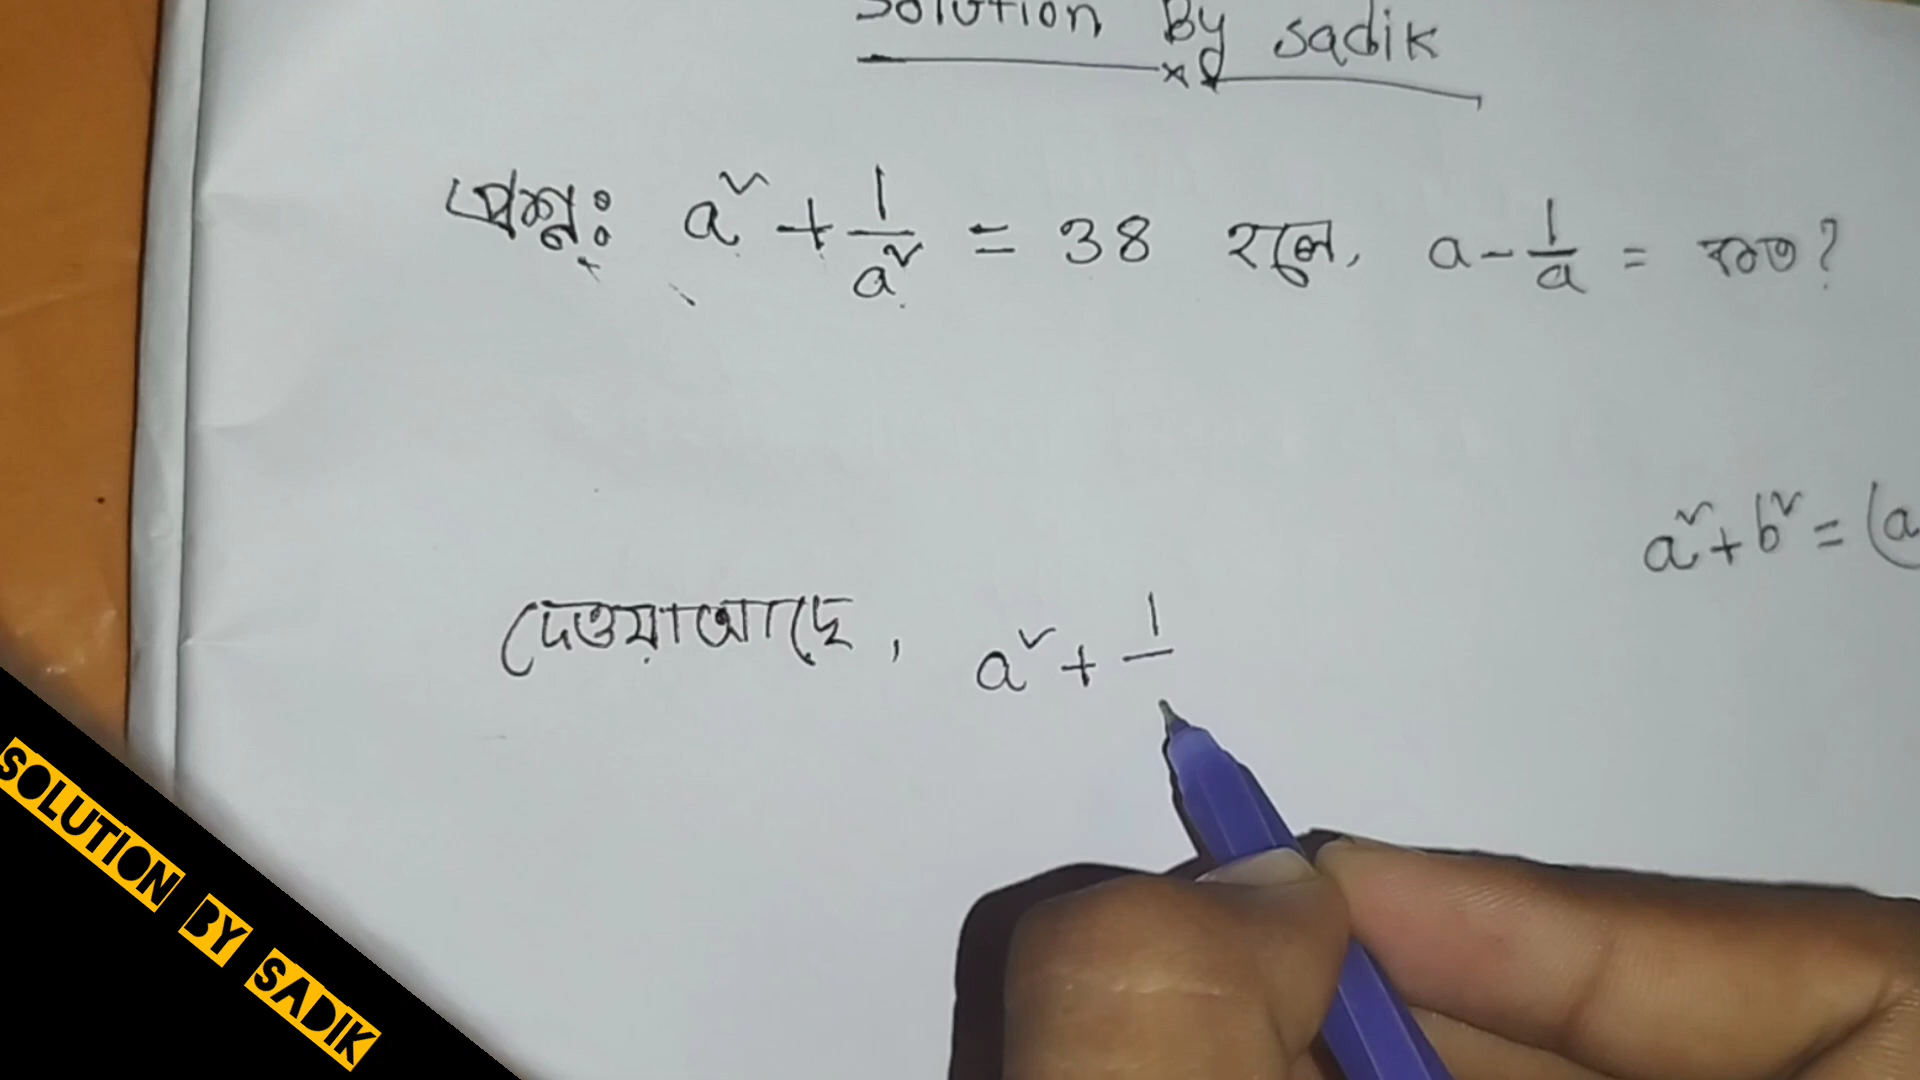 Solution By Sadik
প্রশ্ন: a² + 1/a² = 38 হলে, a - 1/a = কত?
a² + b² = (a
দেওয়া আছে, a² + 1/
SOLUTION BY SADIK